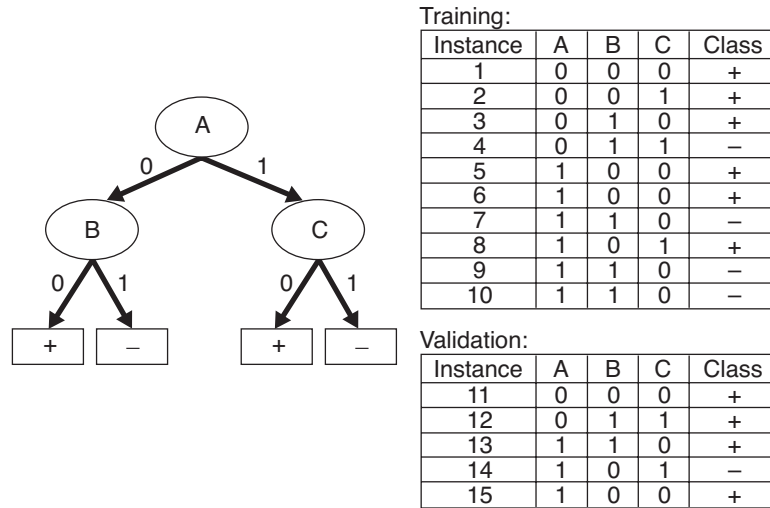 A
0 1
B C
0 1 0 1
+ – + –
Training:
Instance A B C Class
1 0 0 0 +
2 0 0 1 +
3 0 1 0 +
4 0 1 1 –
5 1 0 0 +
6 1 0 0 +
7 1 1 0 –
8 1 0 1 +
9 1 1 0 –
10 1 1 0 –
Validation:
Instance A B C Class
11 0 0 0 +
12 0 1 1 +
13 1 1 0 +
14 1 0 1 –
15 1 0 0 +